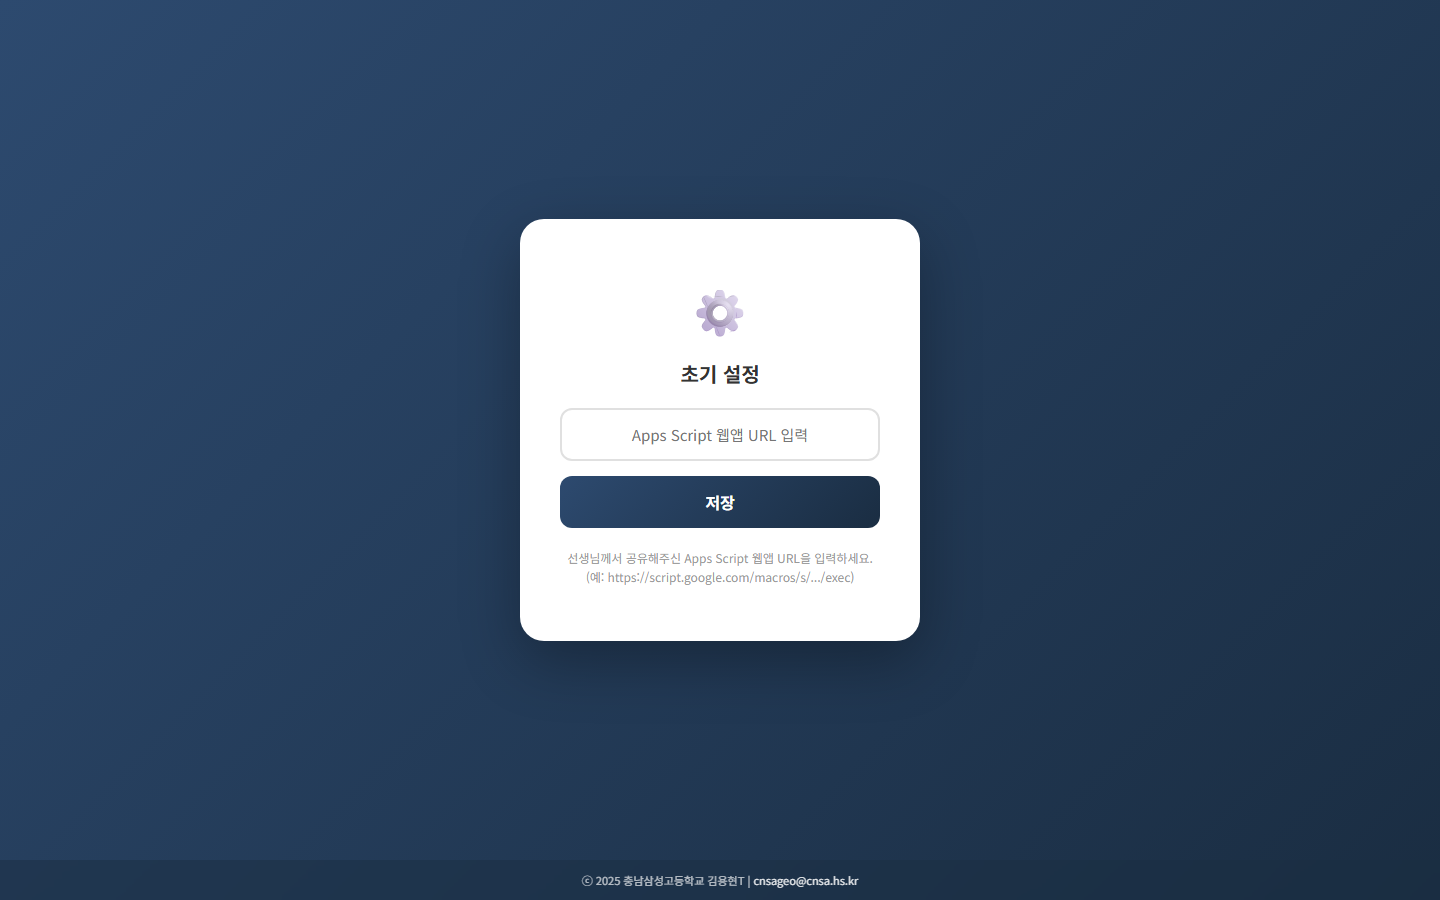 초기 설정
Apps Script 웹앱 URL 입력
저장
선생님께서 공유해주신 Apps Script 웹앱 URL을 입력하세요.
(예: https://script.google.com/macros/s/.../exec)
ⓒ 2025 충남삼성고등학교 김용현T | cnsageo@cnsa.hs.kr